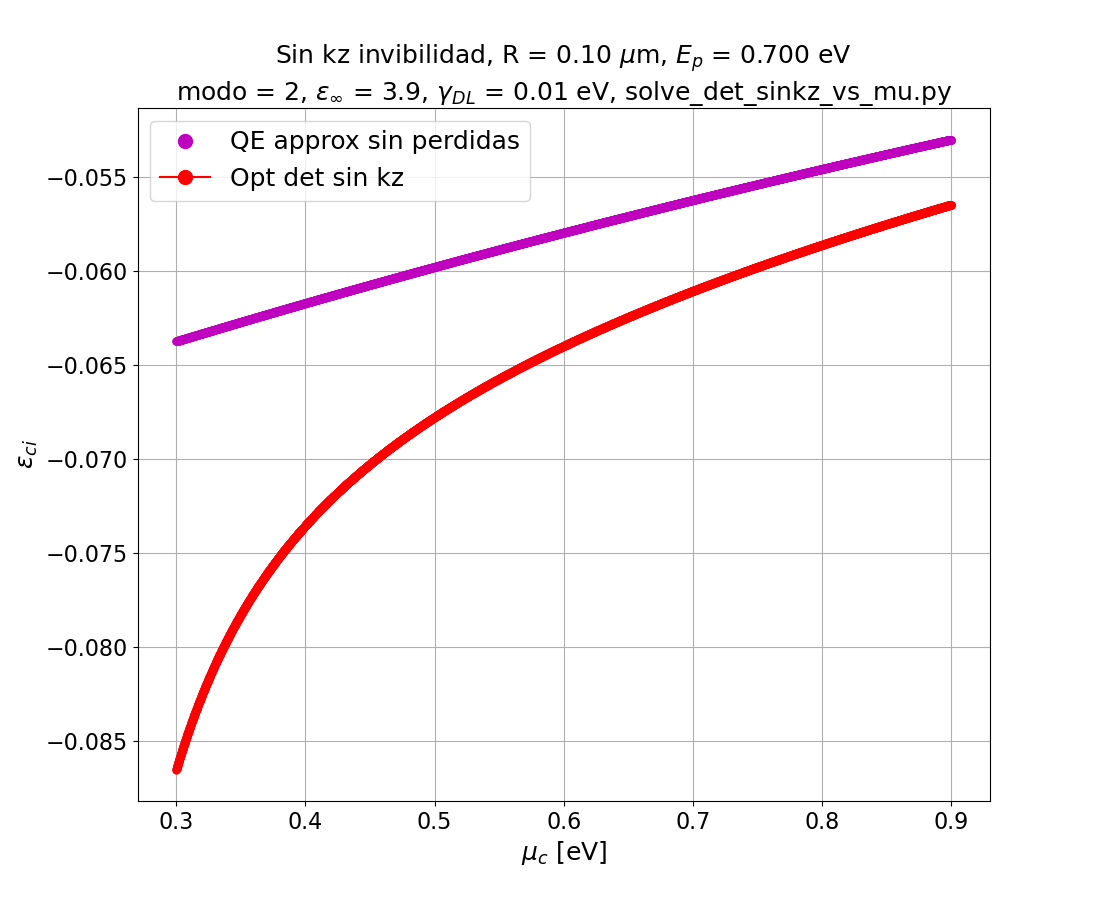 Sin kz invibilidad, R = 0.10 μm, E_p = 0.700 eV
modo = 2, ε_∞ = 3.9, γ_DL = 0.01 eV, solve_det_sinkz_vs_mu.py
QE approx sin perdidas
Opt det sin kz
−0.055
−0.060
−0.065
−0.070
−0.075
−0.080
−0.085
ε_ci
0.3 0.4 0.5 0.6 0.7 0.8 0.9
μ_c [eV]